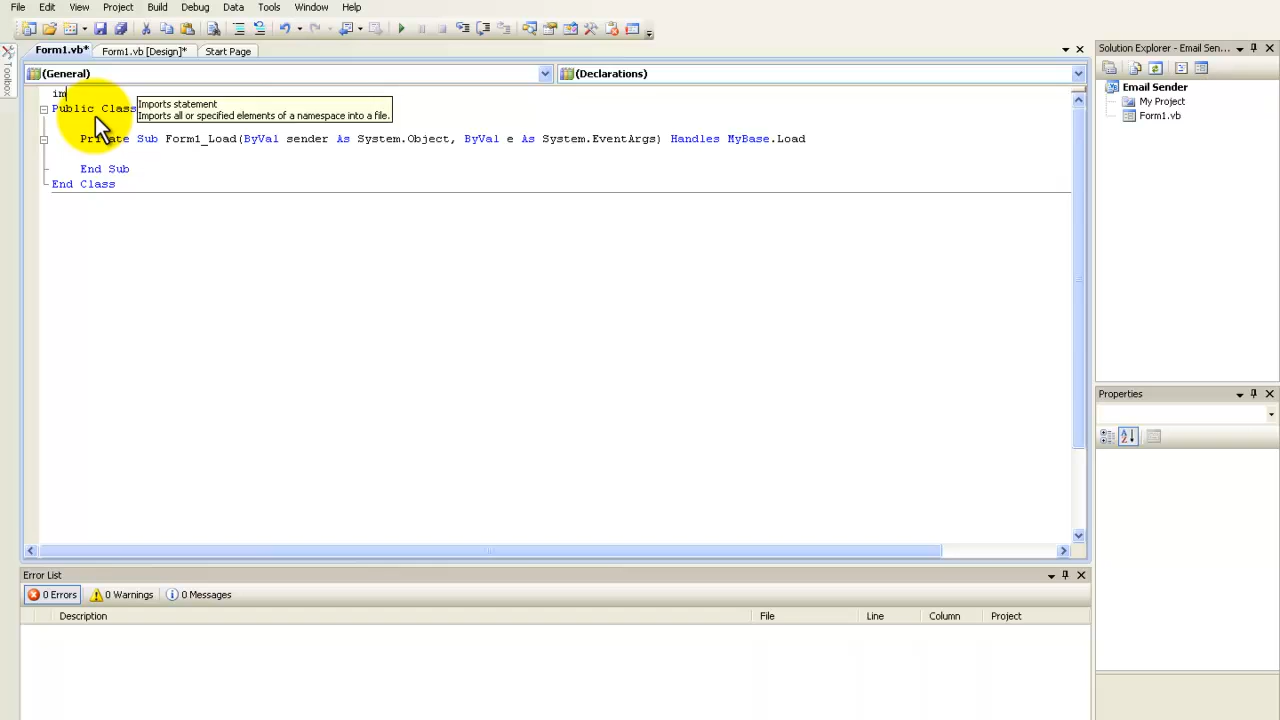 File Edit View Project Build Debug Data Tools Window Help
Form1.vb* Form1.vb [Design]* Start Page
(General) (Declarations)
im
Imports statement
Imports all or specified elements of a namespace into a file.
Public Class
Private Sub Form1_Load(ByVal sender As System.Object, ByVal e As System.EventArgs) Handles MyBase.Load
End Sub
End Class
Toolbox
Solution Explorer - Email Sen...
Email Sender
My Project
Form1.vb
Properties
Error List
0 Errors 0 Warnings 0 Messages
Description File Line Column Project